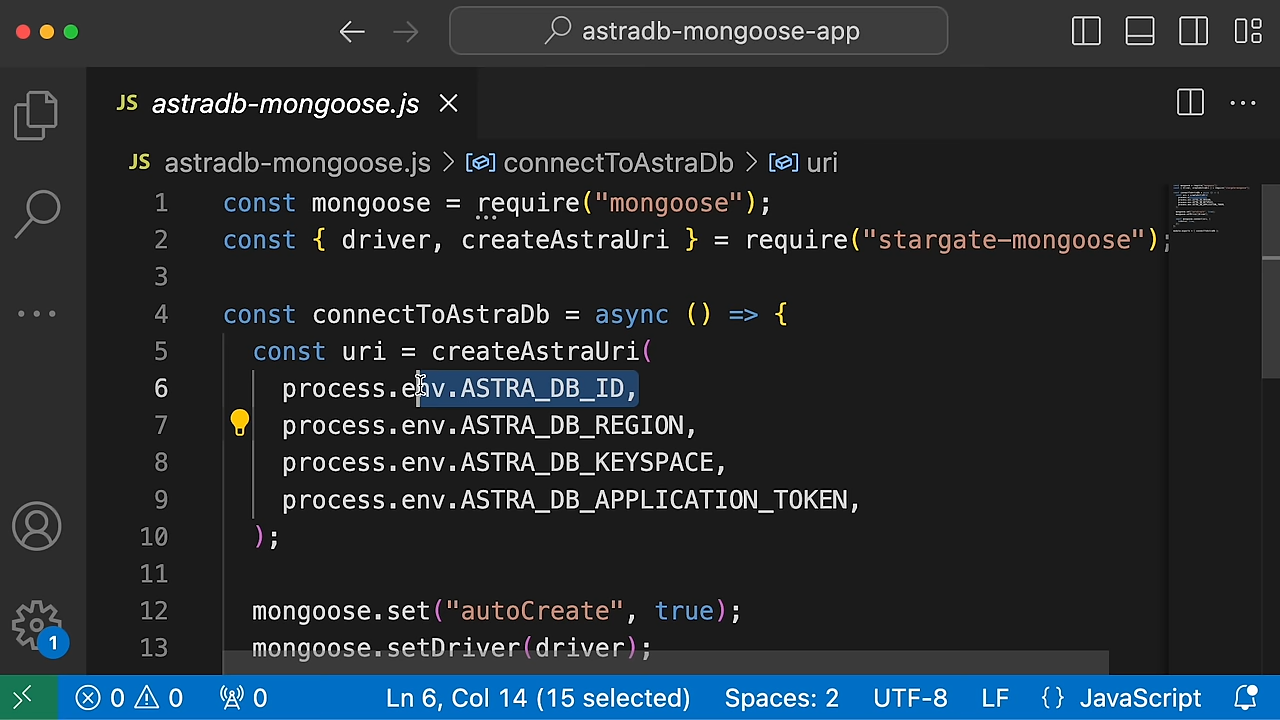 astradb-mongoose-app
JS astradb-mongoose.js
JS astradb-mongoose.js > connectToAstraDb > uri
1 const mongoose = require("mongoose");
2 const { driver, createAstraUri } = require("stargate-mongoose");
3
4 const connectToAstraDb = async () => {
5 const uri = createAstraUri(
6 process.env.ASTRA_DB_ID,
7 process.env.ASTRA_DB_REGION,
8 process.env.ASTRA_DB_KEYSPACE,
9 process.env.ASTRA_DB_APPLICATION_TOKEN,
10 );
11
12 mongoose.set("autoCreate", true);
13 mongoose.setDriver(driver);
1
0 0 0 Ln 6, Col 14 (15 selected) Spaces: 2 UTF-8 LF {} JavaScript